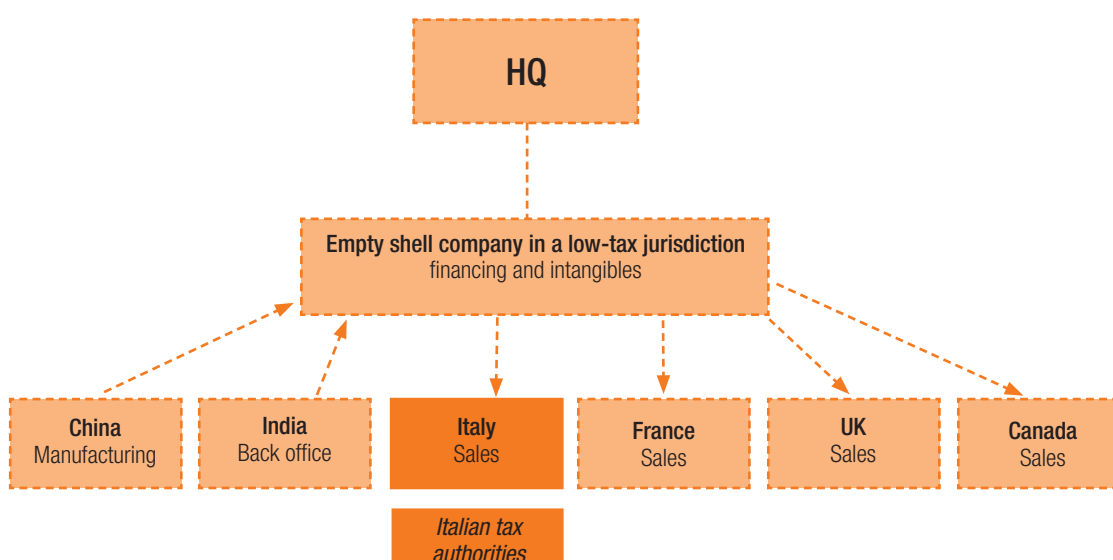 HQ
Empty shell company in a low-tax jurisdiction
financing and intangibles
China
Manufacturing
India
Back office
Italy
Sales
France
Sales
UK
Sales
Canada
Sales
Italian tax
authorities